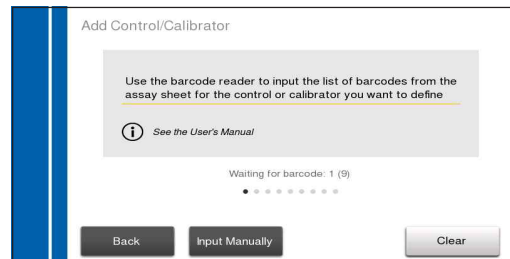 Add Control/Calibrator
Use the barcode reader to input the list of barcodes from the
assay sheet for the control or calibrator you want to define
See the User's Manual
Waiting for barcode: 1 (9)
Back
Input Manually
Clear